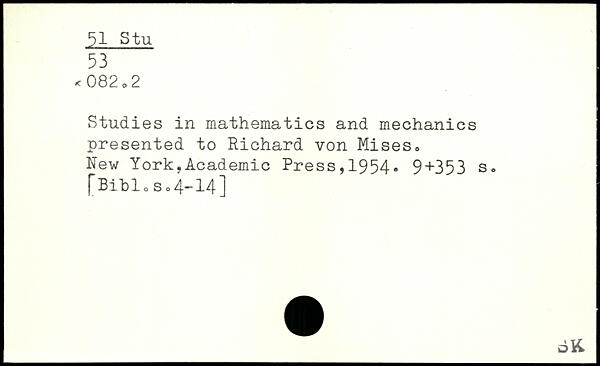 51 Stu
53
<082.2
Studies in mathematics and mechanics
presented to Richard von Mises.
New York,Academic Press,1954. 9+353 s.
[Bibl.s.4-14]
SK